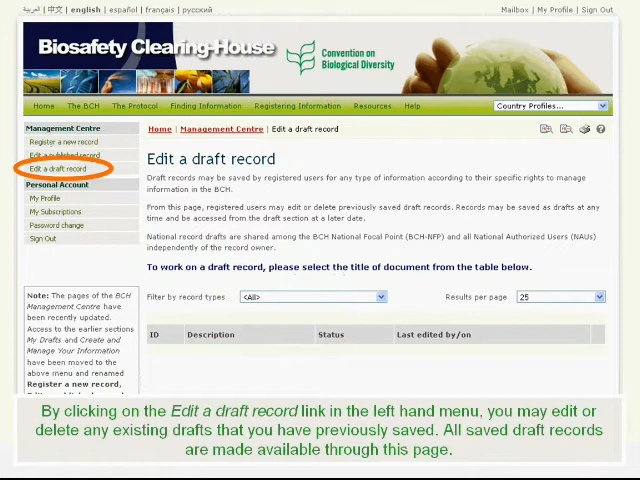 العربية | 中文 | english | español | français | русский
Mailbox | My Profile | Sign Out
Biosafety Clearing-House
Convention on
Biological Diversity
Home The BCH The Protocol Finding Information Registering Information Resources Help Country Profiles...
Management Centre
Register a new record
Edit a published record
Edit a draft record
Personal Account
My Profile
My Subscriptions
Password change
Sign Out
Note: The pages of the BCH
Management Centre have
been recently updated.
Access to the earlier sections
My Drafts and Create and
Manage Your Information
have been moved to the
above menu and renamed
Register a new record,
Home | Management Centre | Edit a draft record
Edit a draft record
Draft records may be saved by registered users for any type of information according to their specific rights to manage
information in the BCH.
From this page, registered users may edit or delete previously saved draft records. Records may be saved as drafts at any
time and be accessed from the draft section at a later date.
National record drafts are shared among the BCH National Focal Point (BCH-NFP) and all National Authorized Users (NAUs)
independently of the record owner.
To work on a draft record, please select the title of document from the table below.
Filter by record types <All> Results per page 25
ID Description Status Last edited by/on
By clicking on the Edit a draft record link in the left hand menu, you may edit or
delete any existing drafts that you have previously saved. All saved draft records
are made available through this page.